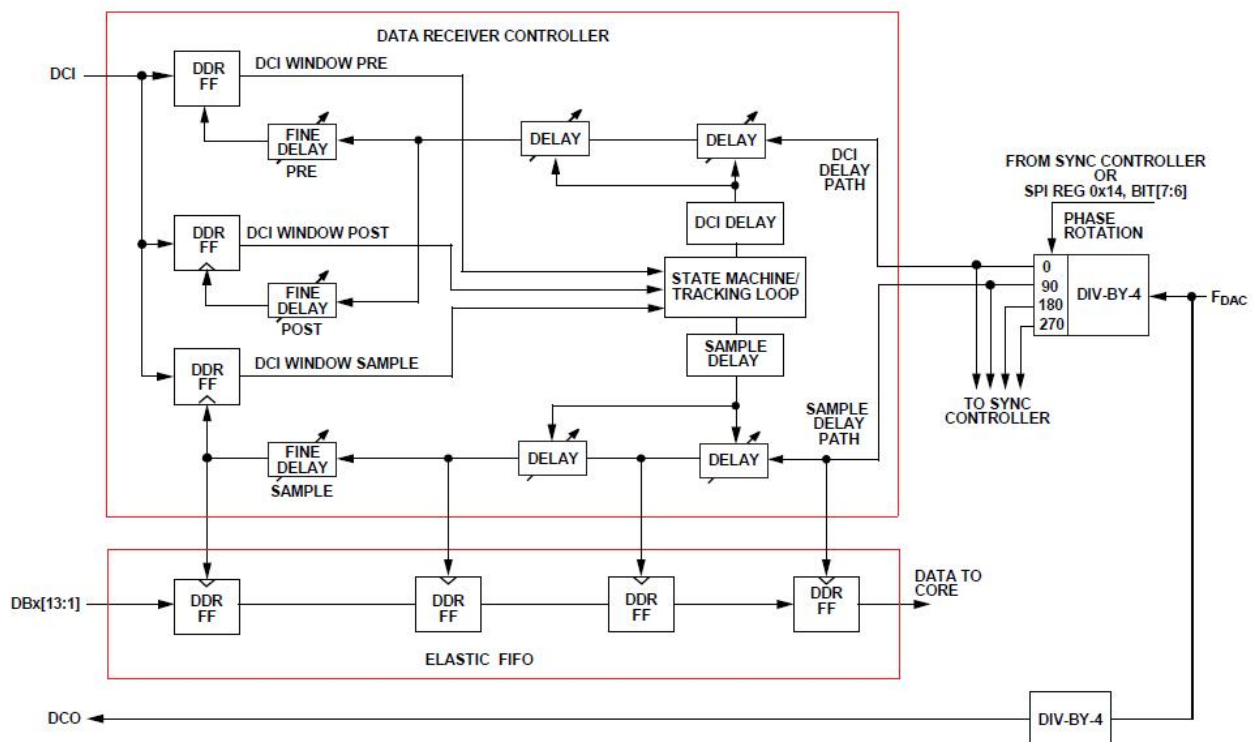 DATA RECEIVER CONTROLLER
DCI
DDR
FF
DCI WINDOW PRE
FINE
DELAY
PRE
DELAY
DELAY
DCI
DELAY
PATH
FROM SYNC CONTROLLER
OR
SPI REG 0x14, BIT[7:6]
PHASE
ROTATION
DDR
FF
DCI WINDOW POST
DCI DELAY
FINE
DELAY
POST
STATE MACHINE/
TRACKING LOOP
0
90
180
270
DIV-BY-4
FDAC
DDR
FF
DCI WINDOW SAMPLE
SAMPLE
DELAY
TO SYNC
CONTROLLER
SAMPLE
DELAY
PATH
FINE
DELAY
SAMPLE
DELAY
DELAY
DBx[13:1]
DDR
FF
DDR
FF
DDR
FF
DDR
FF
DATA TO
CORE
ELASTIC FIFO
DCO
DIV-BY-4